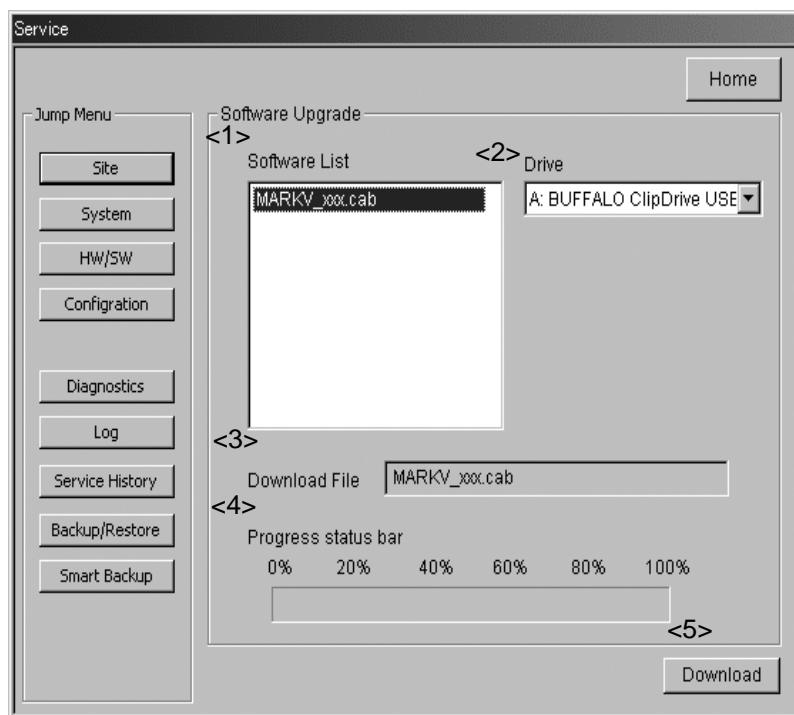 Service
Home
Jump Menu
Site
System
HW/SW
Configration
Diagnostics
Log
Service History
Backup/Restore
Smart Backup
Software Upgrade
<1>
Software List
MARKV_xxx.cab
<2>
Drive
A: BUFFALO ClipDrive USE
<3>
Download File
MARKV_xxx.cab
<4>
Progress status bar
0% 20% 40% 60% 80% 100%
<5>
Download